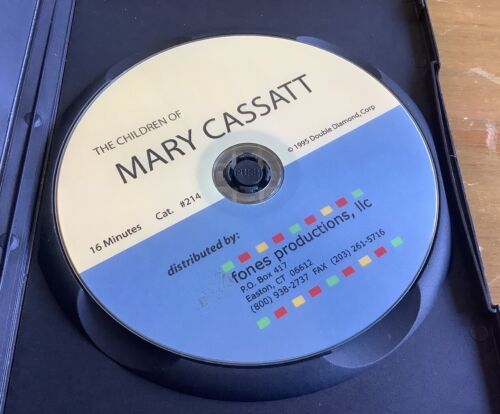 THE CHILDREN OF
MARY CASSATT
© 1995 Double Diamond, Corp
16 Minutes Cat. #214
distributed by:
fones productions, llc
P.O. Box 417
Easton, CT 06612
(800) 938-2737 FAX (203) 261-5716